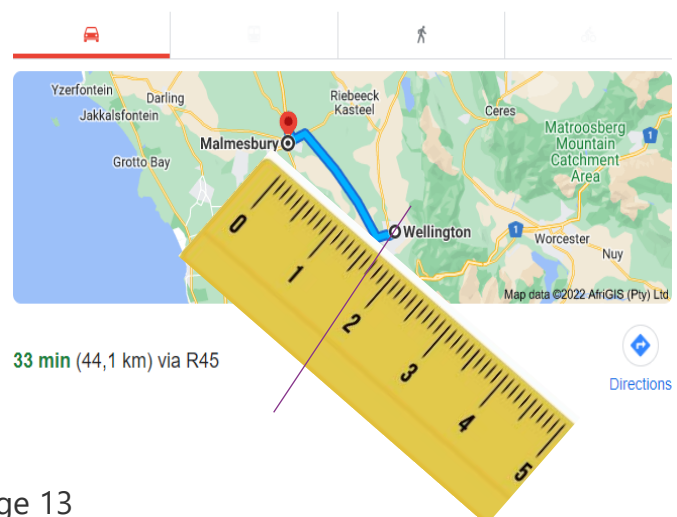 Yzerfontein
Darling
Jakkalsfontein
Riebeeck
Kasteel
Ceres
Malmesbury
Matroosberg
Mountain
Catchment
Area
1
Grotto Bay
Wellington
1
Worcester
Nuy
Map data ©2022 AfriGIS (Pty) Ltd
0
1
2
3
4
5
33 min (44,1 km) via R45
Directions
ge 13